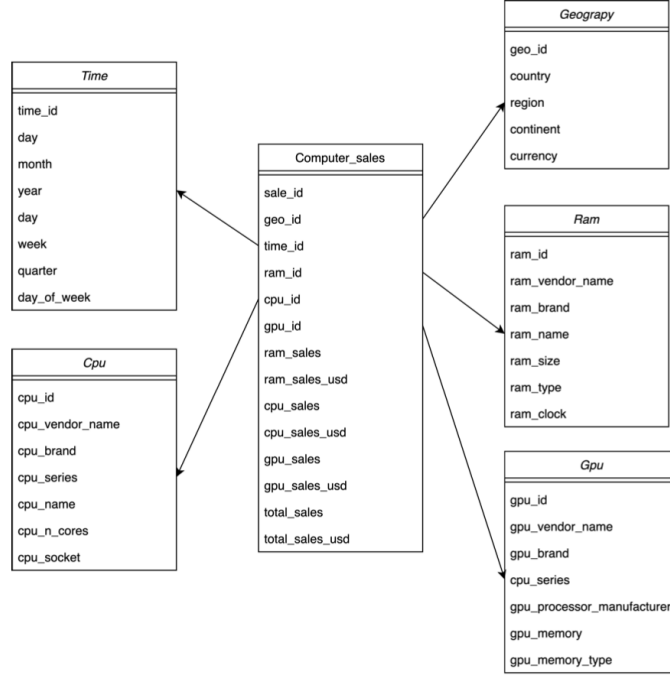 Time
time_id
day
month
year
day
week
quarter
day_of_week
Cpu
cpu_id
cpu_vendor_name
cpu_brand
cpu_series
cpu_name
cpu_n_cores
cpu_socket
Computer_sales
sale_id
geo_id
time_id
ram_id
cpu_id
gpu_id
ram_sales
ram_sales_usd
cpu_sales
cpu_sales_usd
gpu_sales
gpu_sales_usd
total_sales
total_sales_usd
Geograpy
geo_id
country
region
continent
currency
Ram
ram_id
ram_vendor_name
ram_brand
ram_name
ram_size
ram_type
ram_clock
Gpu
gpu_id
gpu_vendor_name
gpu_brand
cpu_series
gpu_processor_manufacturer
gpu_memory
gpu_memory_type